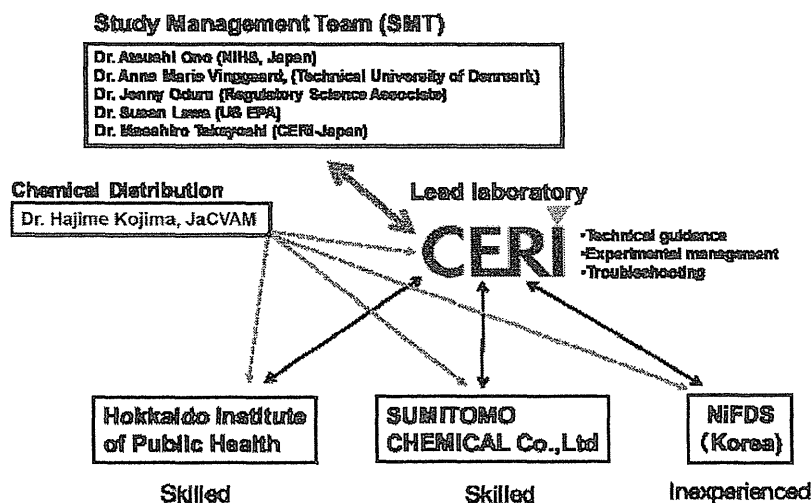 Study Management Team (SMT)
Dr. Atsushi Ono (NIHS, Japan)
Dr. Anne Marie Vinggaard, (Technical University of Denmark)
Dr. Jenny Odum (Regulatory Science Associate)
Dr. Susan Laws (US EPA)
Dr. Masahiro Takeyoshi (CERI-Japan)
Chemical Distribution
Dr. Hajime Kojima, JaCVAM
Lead laboratory
CERI
•Technical guidance
•Experimental management
•Troubleshooting
Hokkaido Institute
of Public Health
SUMITOMO
CHEMICAL Co.,Ltd
NiFDS
(Korea)
Skilled
Skilled
Inexperienced